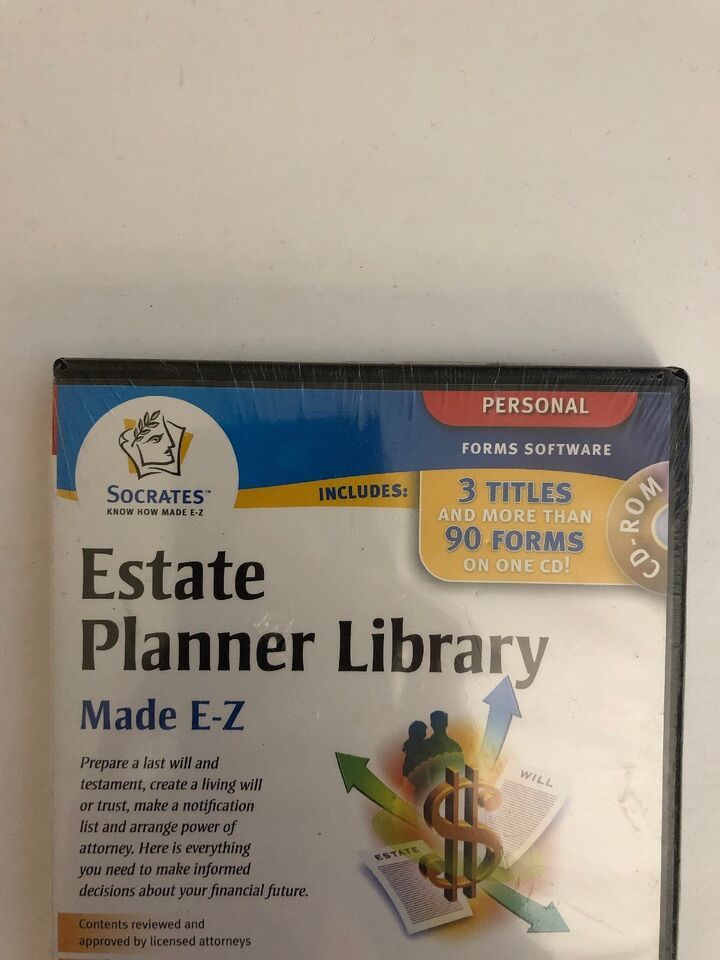 PERSONAL
FORMS SOFTWARE
SOCRATES™
KNOW HOW MADE E-Z
INCLUDES:
3 TITLES
AND MORE THAN
90 FORMS
ON ONE CD!
CD-ROM
Estate
Planner Library
Made E-Z
Prepare a last will and
testament, create a living will
or trust, make a notification
list and arrange power of
attorney. Here is everything
you need to make informed
decisions about your financial future.
WILL
ESTATE
Contents reviewed and
approved by licensed attorneys